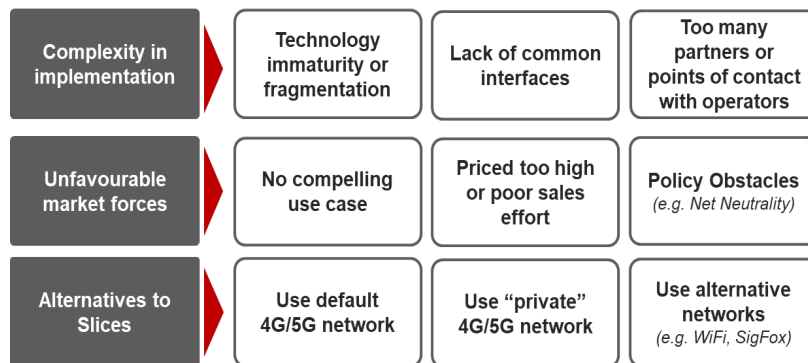 Complexity in
implementation
Technology
immaturity or
fragmentation
Lack of common
interfaces
Too many
partners or
points of contact
with operators
Unfavourable
market forces
No compelling
use case
Priced too high
or poor sales
effort
Policy Obstacles
(e.g. Net Neutrality)
Alternatives to
Slices
Use default
4G/5G network
Use “private”
4G/5G network
Use alternative
networks
(e.g. WiFi, SigFox)